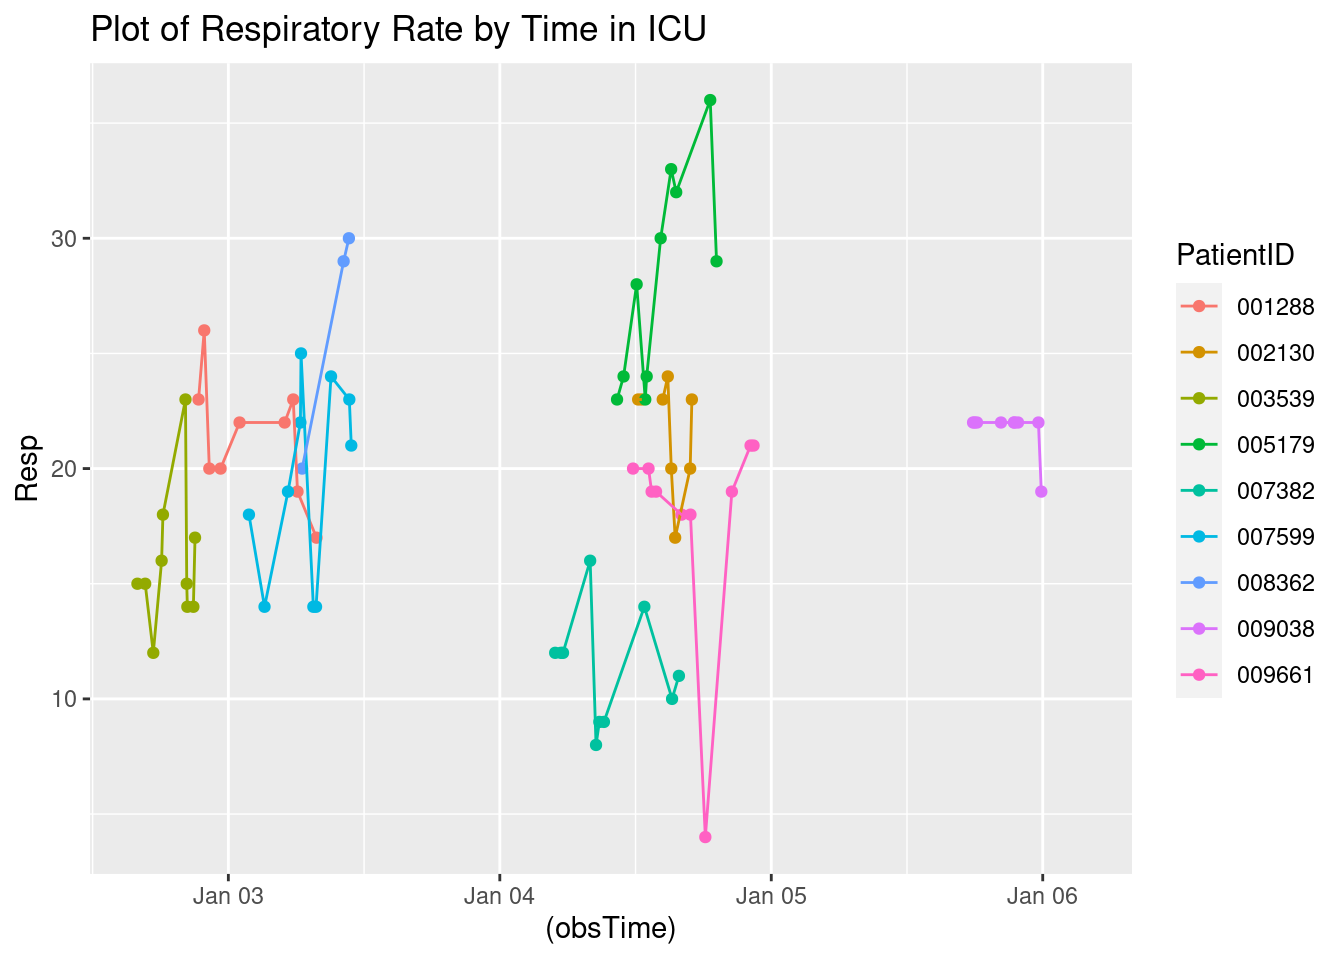 Plot of Respiratory Rate by Time in ICU
Resp
30
20
10
Jan 03
Jan 04
Jan 05
Jan 06
(obsTime)
PatientID
001288
002130
003539
005179
007382
007599
008362
009038
009661